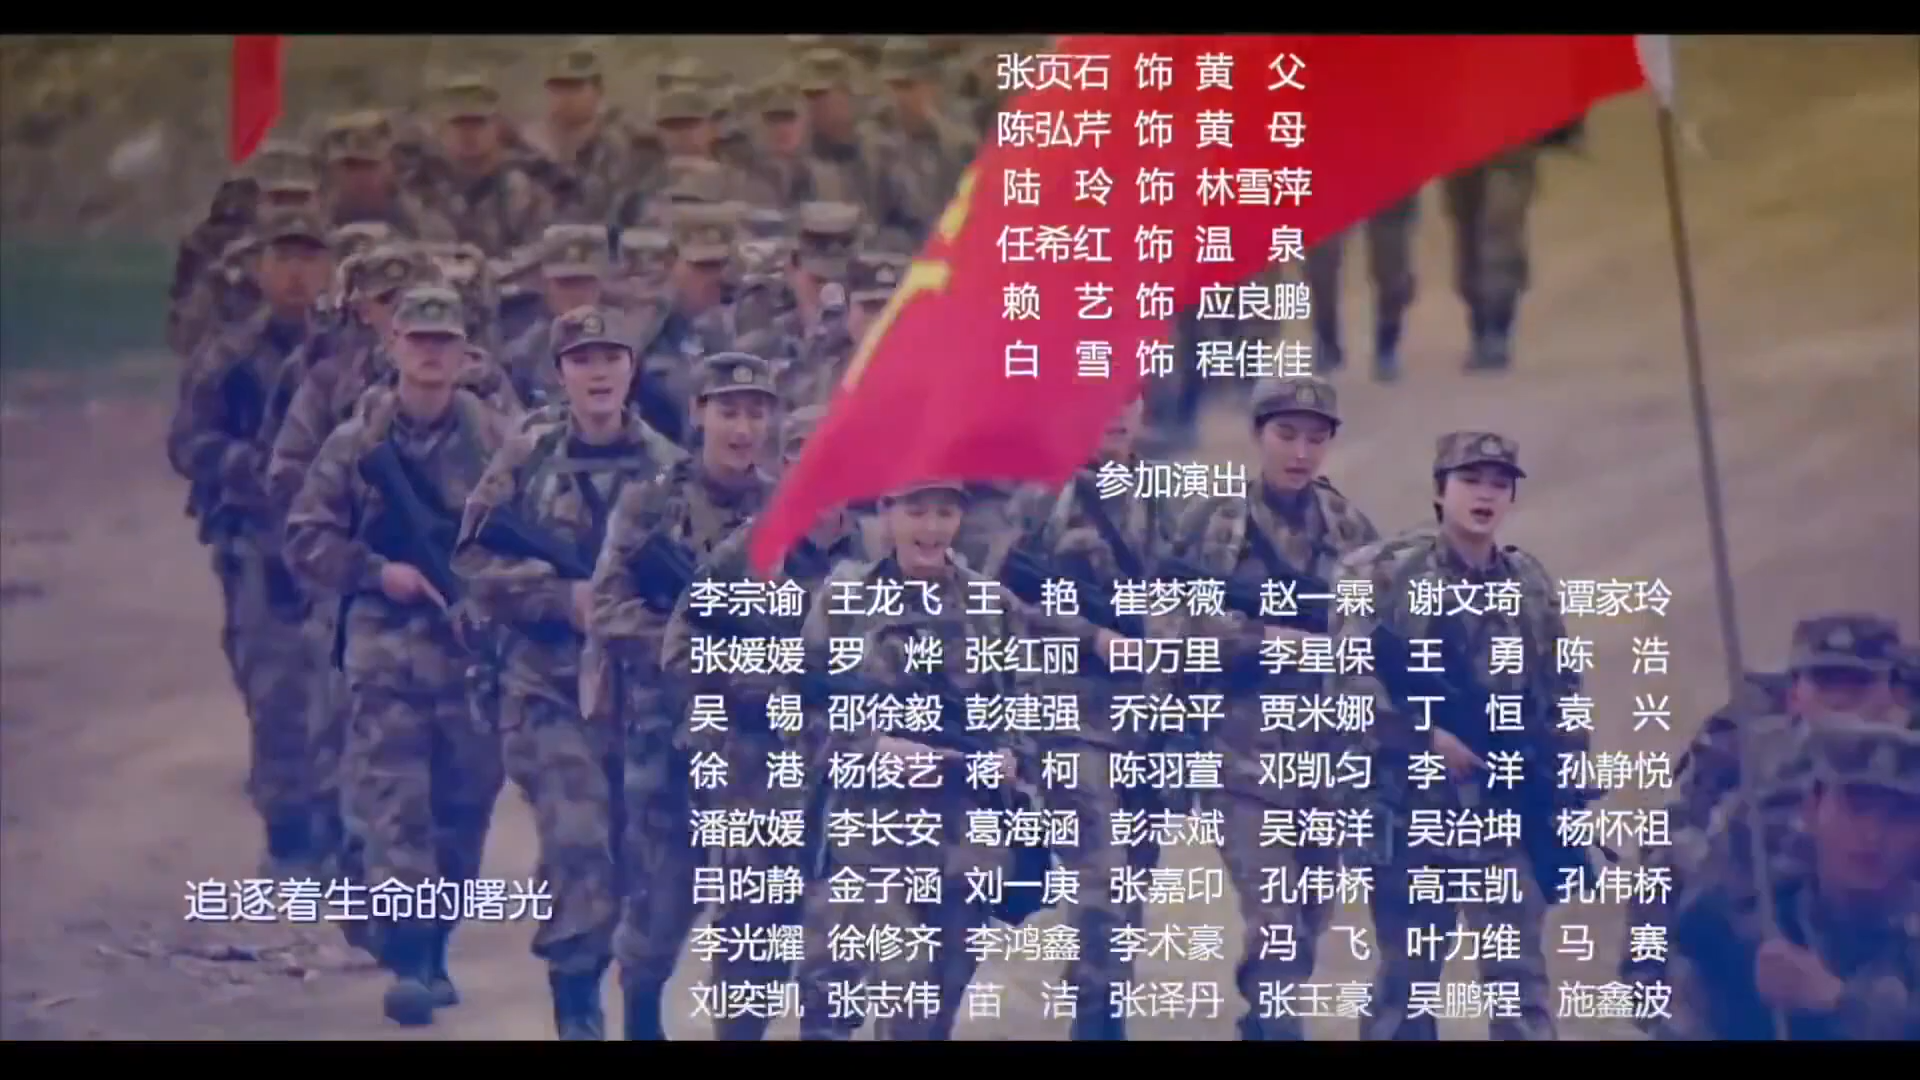 张页石 饰 黄 父
陈弘芹 饰 黄 母
陆 玲 饰 林雪萍
任希红 饰 温 泉
赖 艺 饰 应良鹏
白 雪 饰 程佳佳
参加演出
李宗谕 王龙飞 王 艳 崔梦薇 赵一霖 谢文琦 谭家玲
张媛媛 罗 烨 张红丽 田万里 李星保 王 勇 陈 浩
吴 锡 邵徐毅 彭建强 乔治平 贾米娜 丁 恒 袁 兴
徐 港 杨俊艺 蒋 柯 陈羽萱 邓凯匀 李 洋 孙静悦
潘歆媛 李长安 葛海涵 彭志斌 吴海洋 吴治坤 杨怀祖
吕昀静 金子涵 刘一庚 张嘉印 孔伟桥 高玉凯 孔伟桥
李光耀 徐修齐 李鸿鑫 李术豪 冯 飞 叶力维 马 赛
刘奕凯 张志伟 苗 洁 张译丹 张玉豪 吴鹏程 施鑫波
追逐着生命的曙光